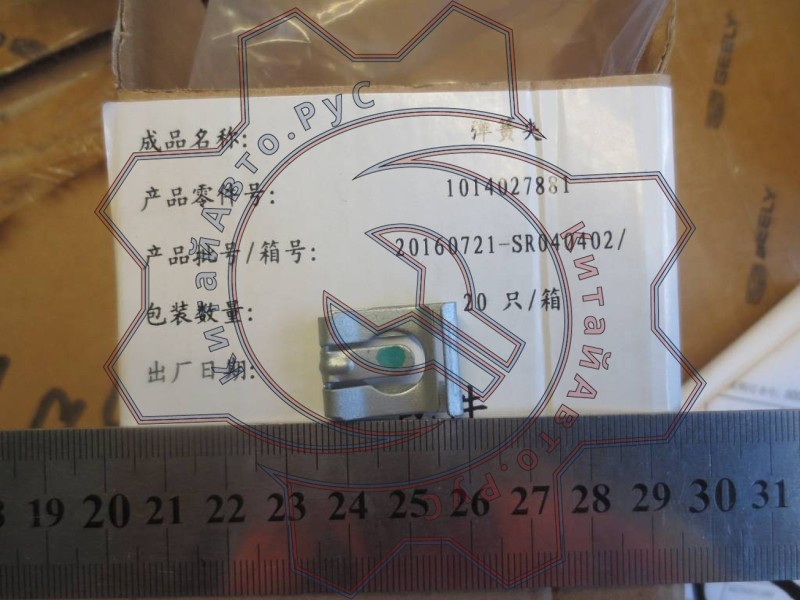 成品名称: 弹簧夹
产品零件号: 1014027881
产品批号/箱号: 20160721-SR040402/
包装数量: 20 只/箱
出厂日期:
19 20 21 22 23 24 25 26 27 28 29 30 31
КитайАвто.РуС
КитайАвто.РуС
GEELY
GEELY